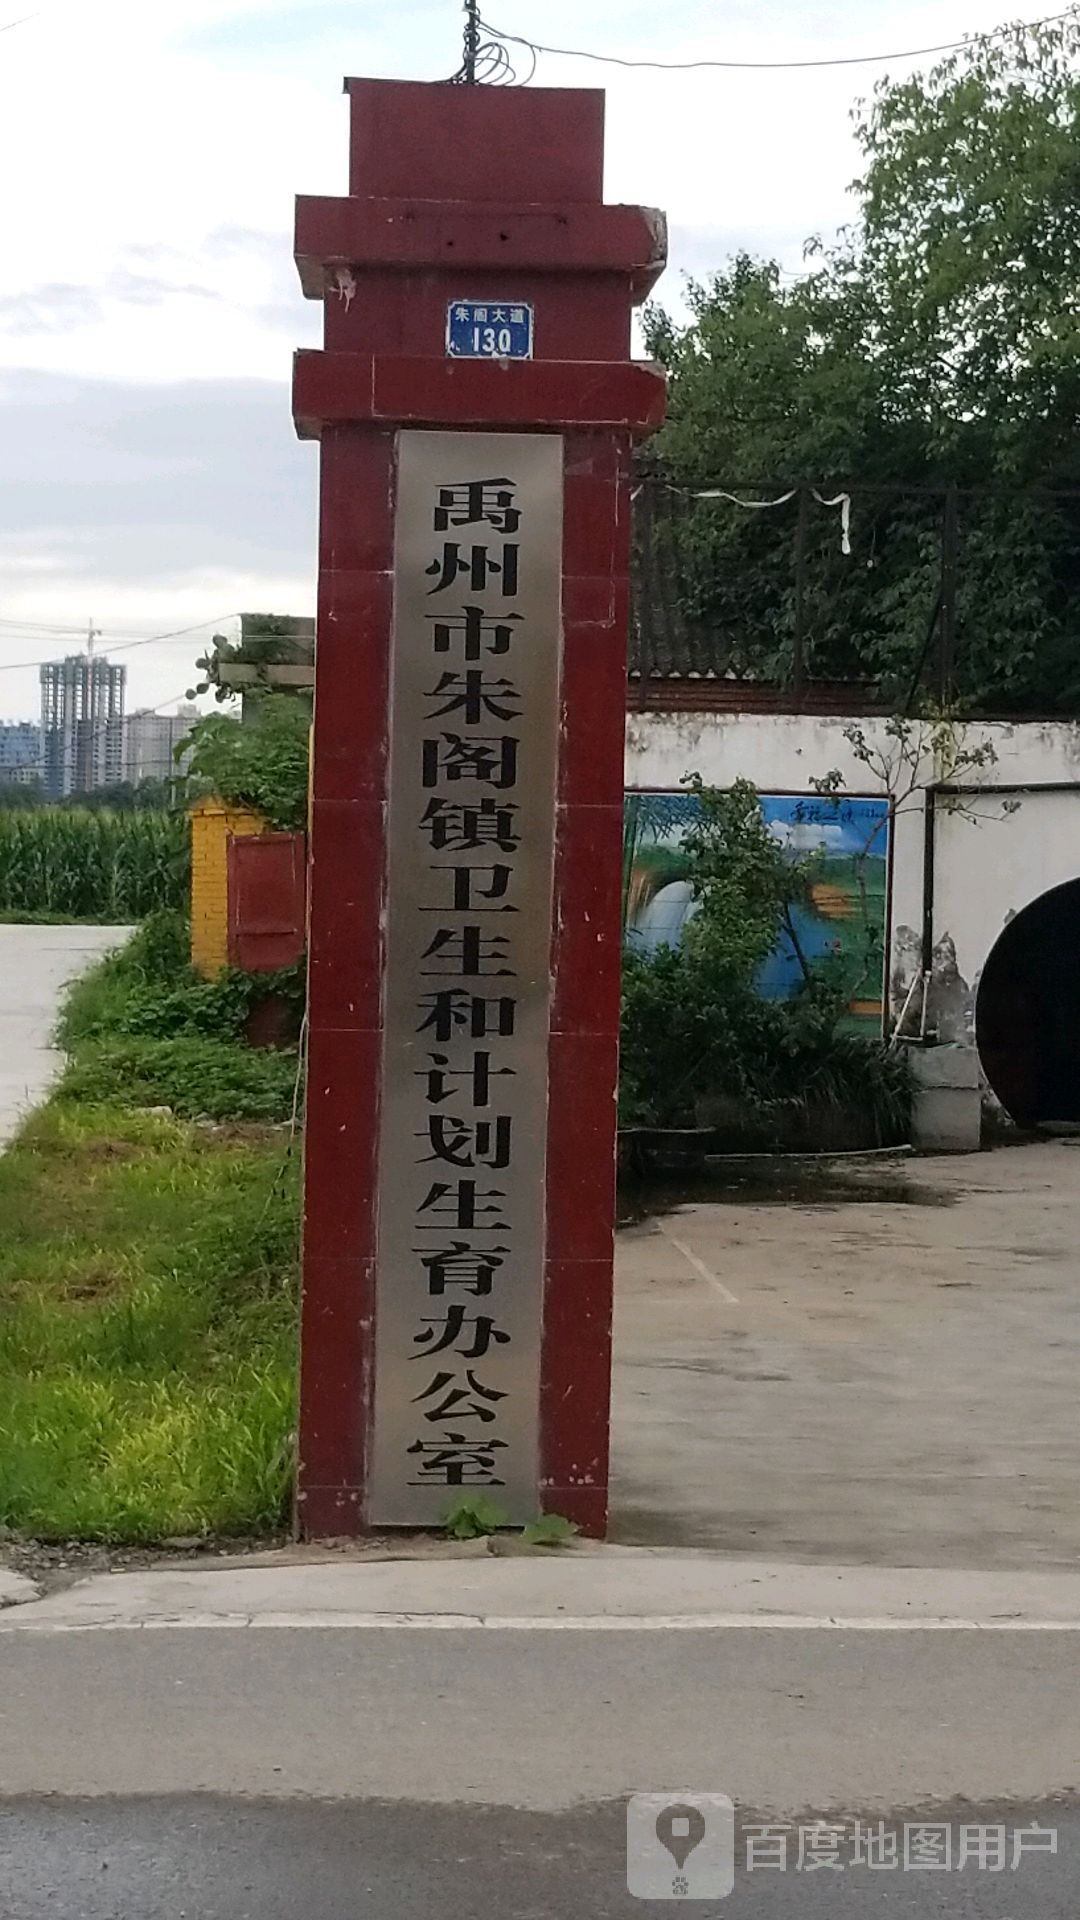 朱阁大道
130
禹州市朱阁镇卫生和计划生育办公室
百度地图用户